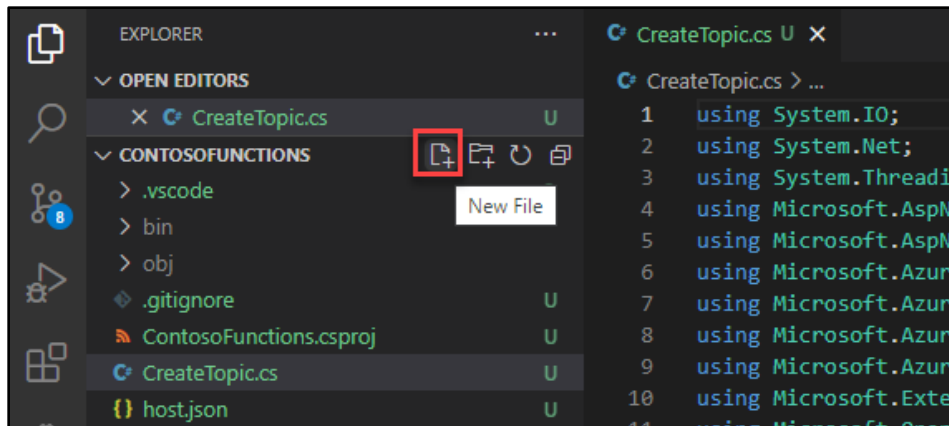 EXPLORER
OPEN EDITORS
CreateTopic.cs U
CONTOSOFUNCTIONS
New File
.vscode
bin
obj
.gitignore U
ContosoFunctions.csproj U
CreateTopic.cs U
host.json U
8
CreateTopic.cs U
CreateTopic.cs > ...
1 using System.IO;
2 using System.Net;
3 using System.Threadi
4 using Microsoft.AspN
5 using Microsoft.AspN
6 using Microsoft.Azur
7 using Microsoft.Azur
8 using Microsoft.Azur
9 using Microsoft.Azur
10 using Microsoft.Exte